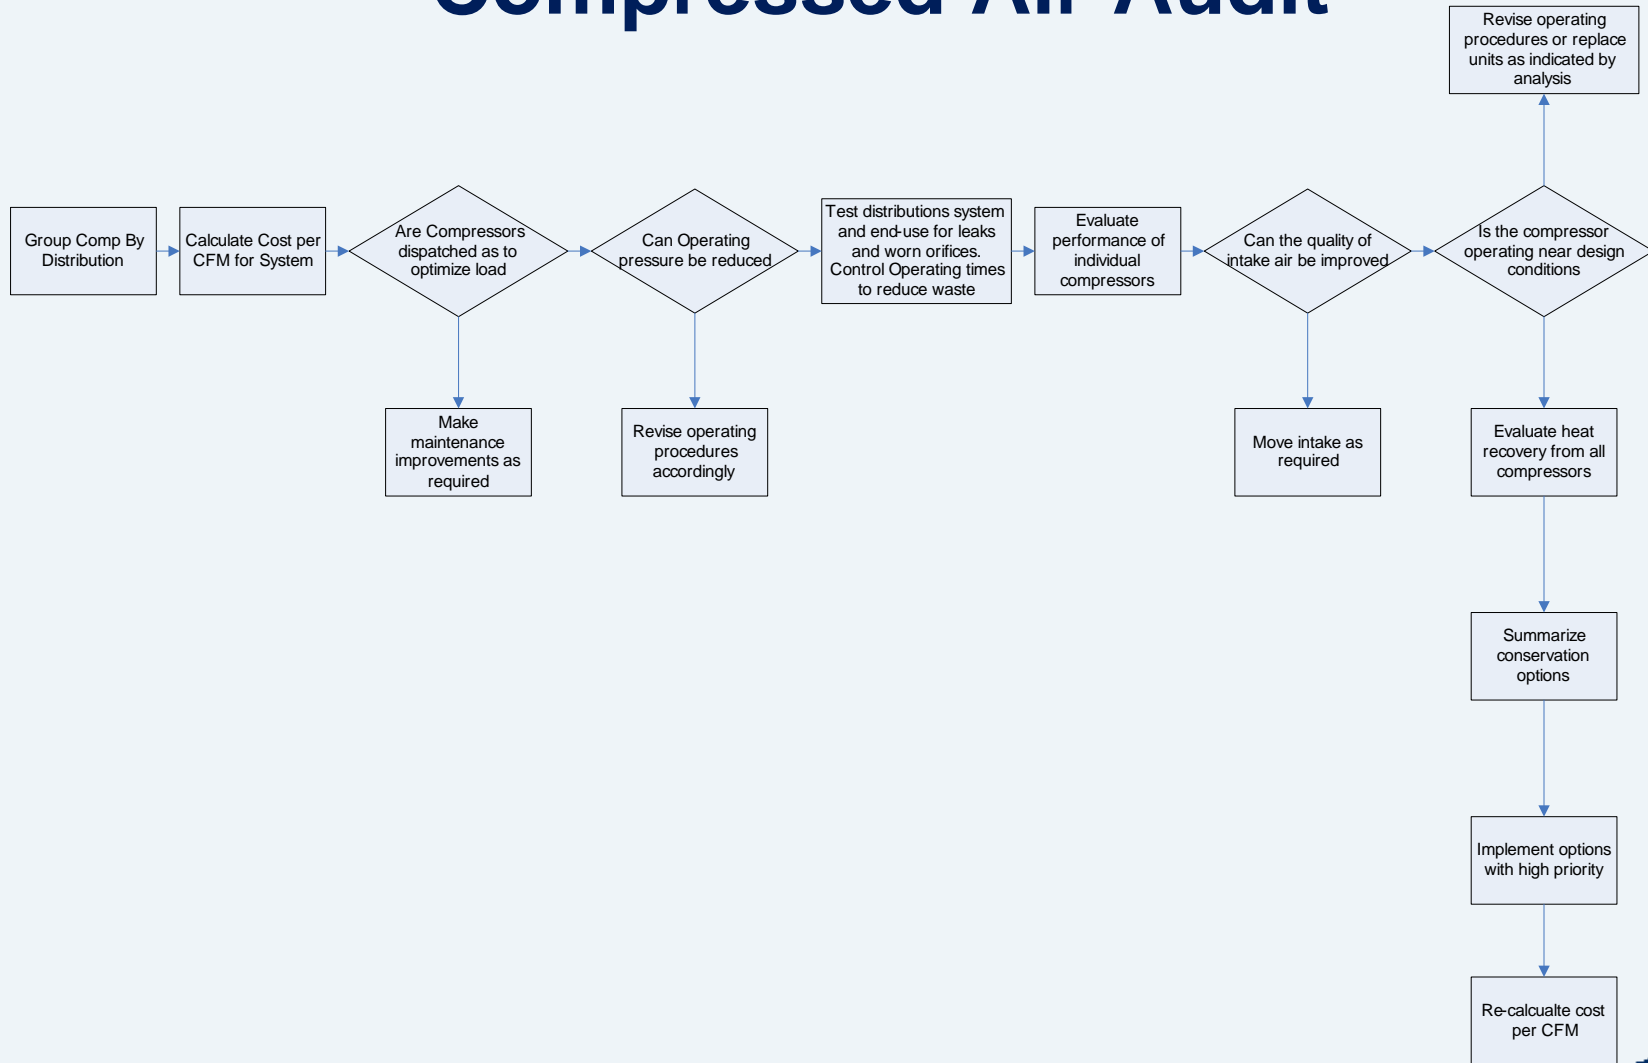 Compressed Air Audit
Revise operating
procedures or replace
units as indicated by
analysis
Group Comp By
Distribution
Calculate Cost per
CFM for System
Are Compressors
dispatched as to
optimize load
Can Operating
pressure be reduced
Test distributions system
and end-use for leaks
and worn orifices.
Control Operating times
to reduce waste
Evaluate
performance of
individual
compressors
Can the quality of
intake air be improved
Is the compressor
operating near design
conditions
Make
maintenance
improvements as
required
Revise operating
procedures
accordingly
Move intake as
required
Evaluate heat
recovery from all
compressors
Summarize
conservation
options
Implement options
with high priority
Re-calcualte cost
per CFM